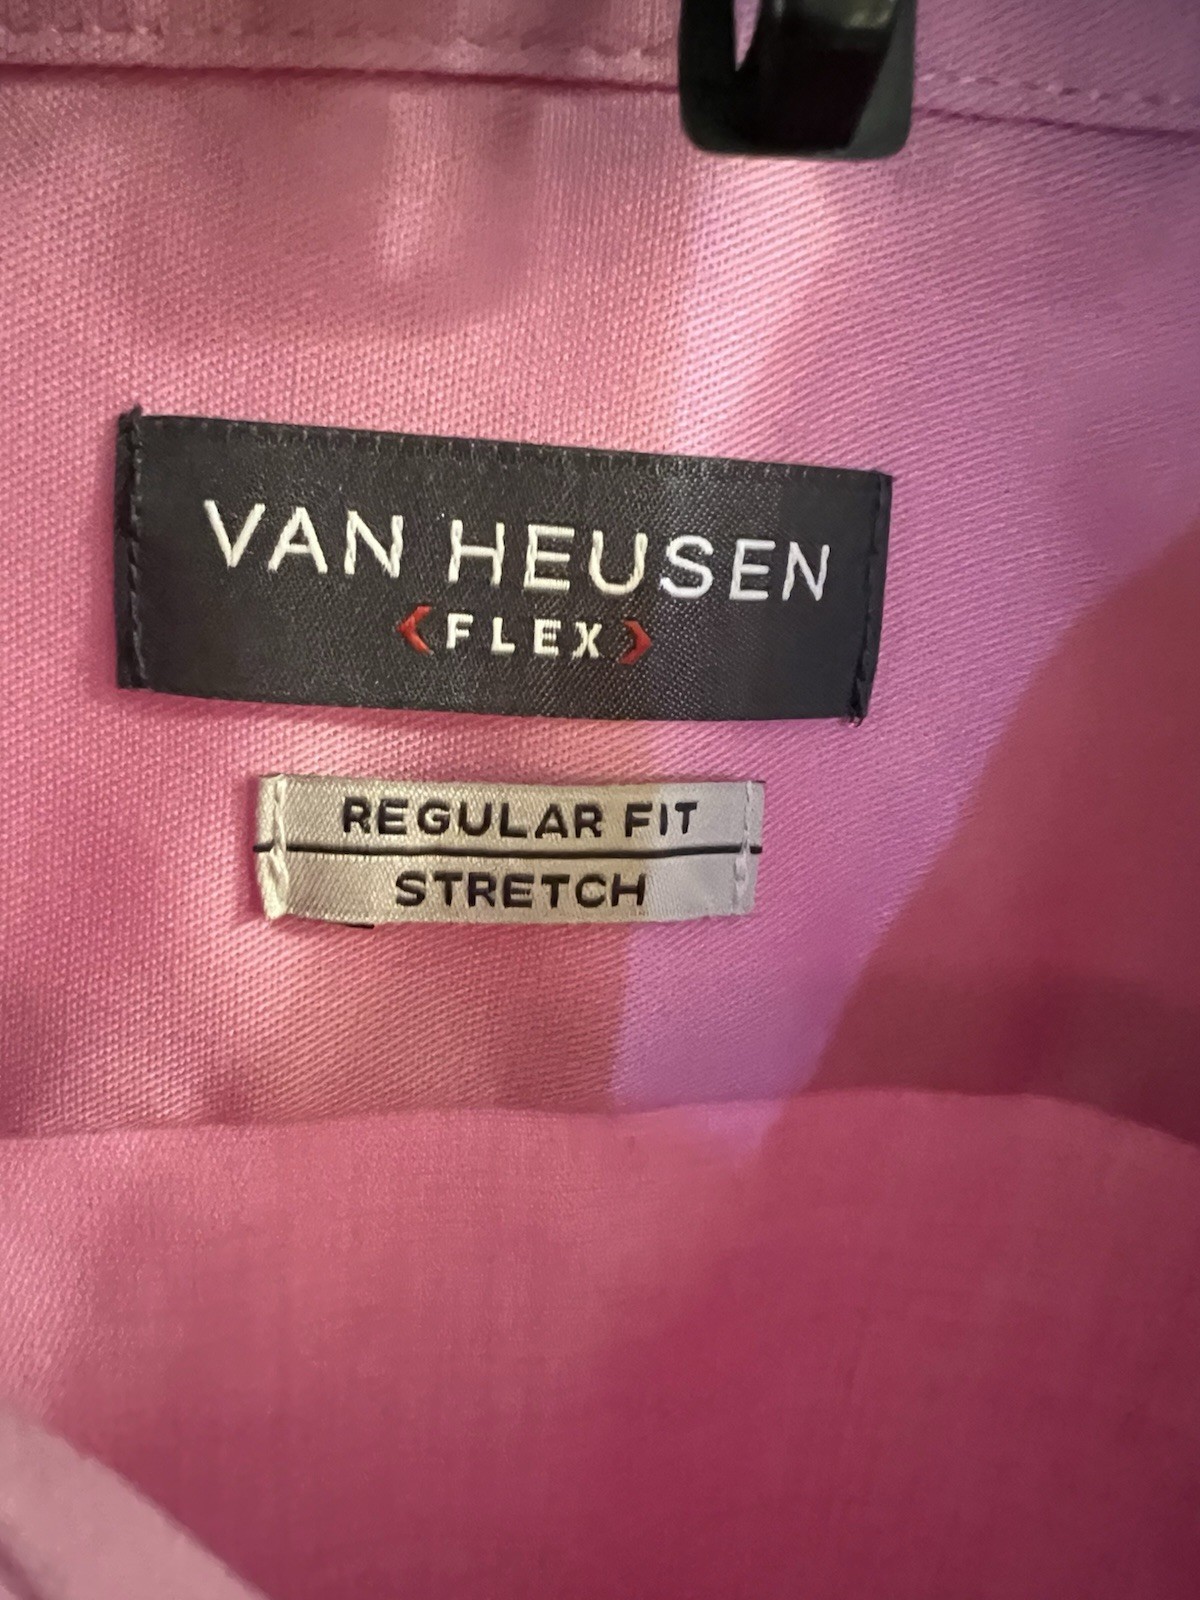 VAN HEUSEN
<FLEX>
REGULAR FIT
STRETCH